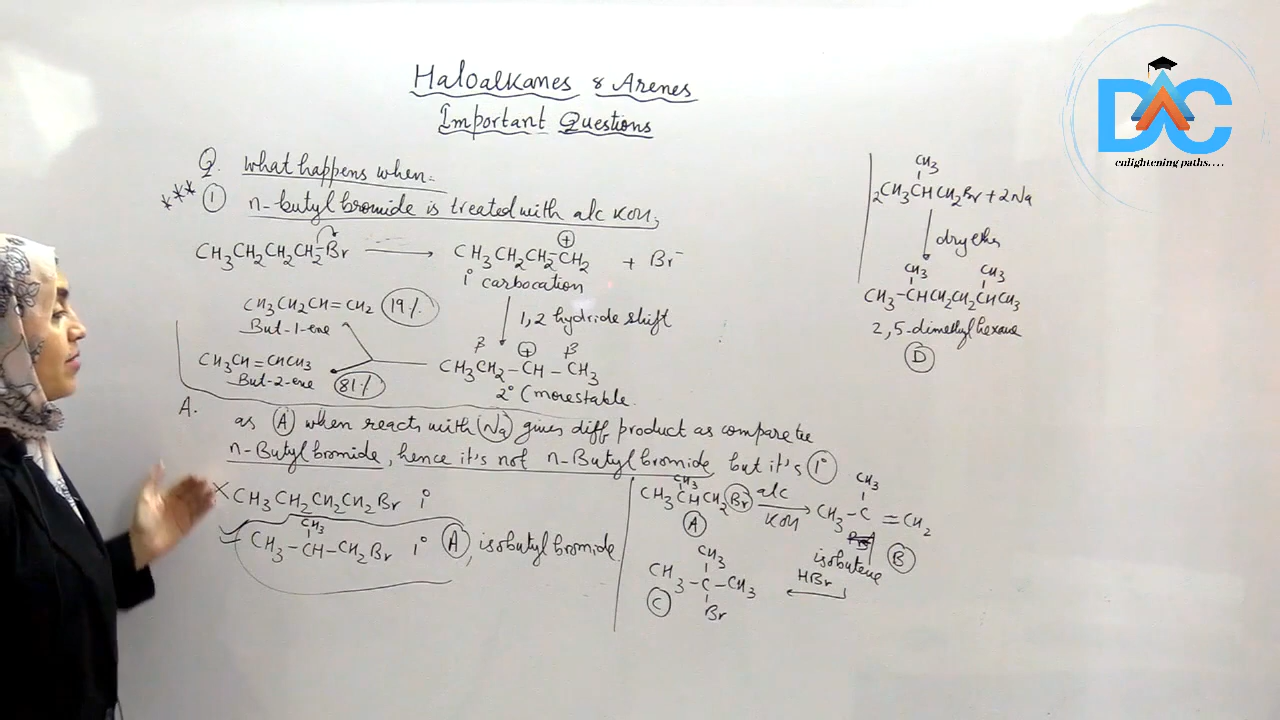 Haloalkanes & Arenes
Important Questions
DAC
enlightening paths....
Q. what happens when:
*** ① n-butyl bromide is treated with alc KOH,
CH₃CH₂CH₂CH₂-Br ⟶ CH₃CH₂CH₂-CH₂ ⊕ + Br⁻
1° carbocation
1,2 hydride shift
CH₃CH₂CH=CH₂ 19%
But-1-ene
β ⊕ β
CH₃CH₂-CH-CH₃
2° (more stable
CH₃CH=CHCH₃
But-2-ene 81%
A. as Ⓐ when reacts with (Na) gives diff product as compare to
n-Butyl bromide, hence it's not n-Butyl bromide but it's 1°
× CH₃CH₂CH₂CH₂Br 1°
CH₃
✓ CH₃-CH-CH₂Br 1° Ⓐ, isobutyl bromide
CH₃
CH₃CHCH₂Br alc KOH ⟶
Ⓐ
CH₃
CH₃-C=CH₂
Ⓑ
isobutene
HBr
CH₃
CH₃-C-CH₃
Br
Ⓒ
CH₃
2CH₃CHCH₂Br + 2Na
dry ether
CH₃ CH₃
CH₃-CHCH₂CH₂CHCH₃
2,5-dimethylhexane
Ⓓ